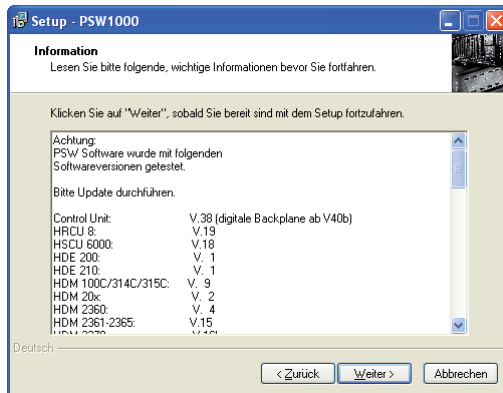 Setup - PSW1000
Information
Lesen Sie bitte folgende, wichtige Informationen bevor Sie fortfahren.
Klicken Sie auf "Weiter", sobald Sie bereit sind mit dem Setup fortzufahren.
Achtung:
PSW Software wurde mit folgenden
Softwareversionen getestet.
Bitte Update durchführen.
Control Unit: V.38 (digitale Backplane ab V40b)
HRCU 8: V.19
HSCU 6000: V.18
HDE 200: V. 1
HDE 210: V. 1
HDM 100C/314C/315C: V. 9
HDM 20x: V. 2
HDM 2360: V. 4
HDM 2361-2365: V.15
Deutsch
< Zurück
Weiter >
Abbrechen